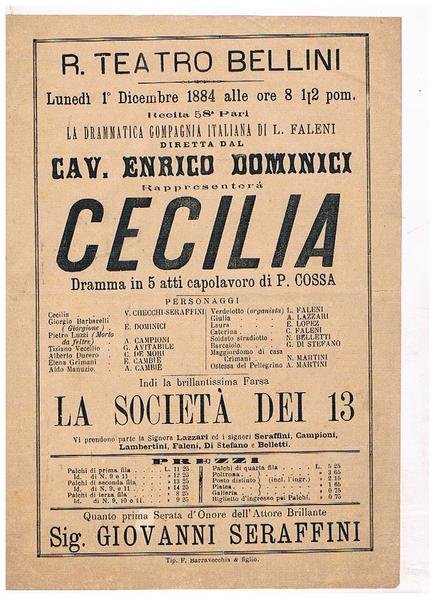 R. TEATRO BELLINI
Lunedì 1° Dicembre 1884 alle ore 8 1|2 pom.
Recita 58ª Pari
LA DRAMMATICA COMPAGNIA ITALIANA DI L. FALENI
DIRETTA DAL
CAV. ENRICO DOMINICI
Rappresenterá
CECILIA
Dramma in 5 atti capolavoro di P. COSSA
PERSONAGGI
Cecilia V. CHECCHI-SERAFFINI
Giorgio Barbarelli
(Giorgione) E. DOMINICI
Pietro Luzzi (Morto
da feltre) A. CAMPIONI
Tiziano Vecellio G. AVITABILE
Alberto Durero C. DE MORI
Elena Grimani E. CAMBIÈ
Aldo Manuzio. A. CAMBIÈ
Verdelotto (organista) L. FALENI
Giulia A. LAZZARI
Laura E. LOPEZ
Caterina C. FALENI
Soldato stradiotto N. BELLETTI
Barcaiolo G. DI STEFANO
Maggiordomo di casa
Crimani N. MARTINI
Ostessa del Pellegrino A. MARTINI
Indi la brillantissima Farsa
LA SOCIETÀ DEI 13
Vi prendono parte la Signora Lazzari ed i signori Seraffini, Campioni,
Lambertini, Faleni, Di Stefano e Belletti.
PREZZI
Palchi di prima fila L. 11 25
Id. di N. 9 e 11 » 14 25
Palchi di seconda fila » 13 25
Id. di N. 9, e 11 » 14 25
Palchi di terza fila » 8 25
Id. di N. 9, 10 e 11. » 9 25
Palchi di quarta fila L. 5 25
Poltrosa » 3 65
Posto distinto (incl. l'ingr.) » 2 15
Platea » 1 65
Galleria » 0 75
Biglietto d'ingresso pei Palchi. » 0 75
Quanto prima Serata d'Onore dell'Attore Brillante
Sig. GIOVANNI SERAFFINI
Tip. F. Barravecchia & figlio.